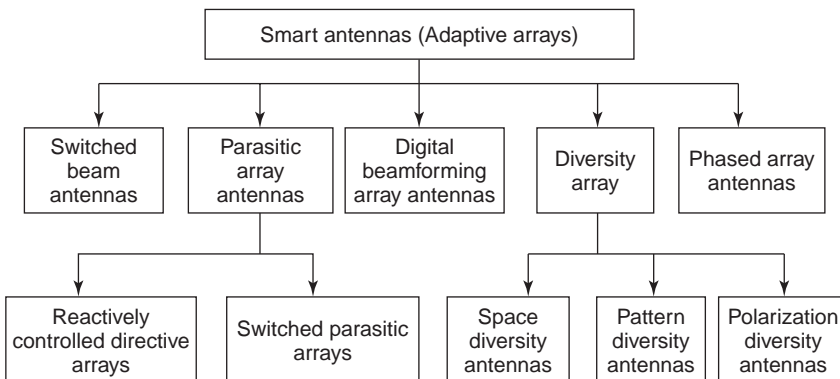 Smart antennas (Adaptive arrays)
Switched
beam
antennas
Parasitic
array
antennas
Digital
beamforming
array antennas
Diversity
array
Phased array
antennas
Reactively
controlled directive
arrays
Switched parasitic
arrays
Space
diversity
antennas
Pattern
diversity
antennas
Polarization
diversity
antennas